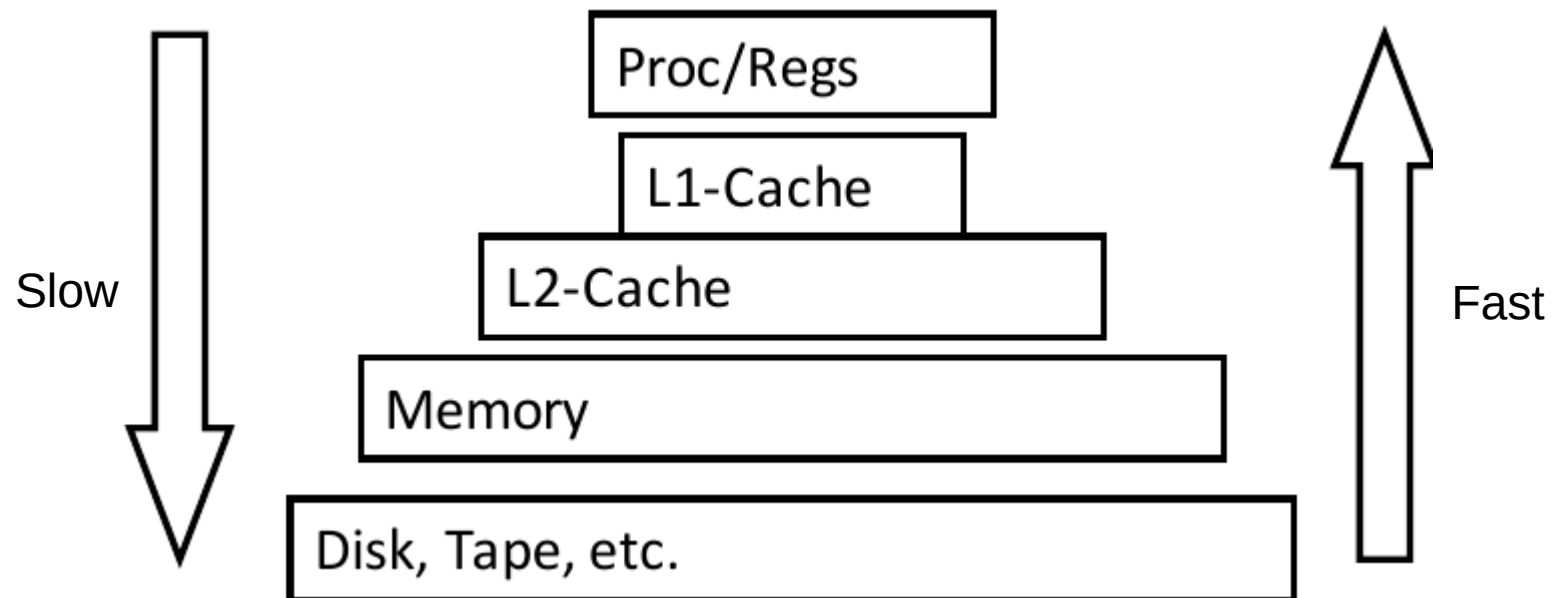 Proc/Regs
L1-Cache
Slow
L2-Cache
Fast
Memory
Disk, Tape, etc.